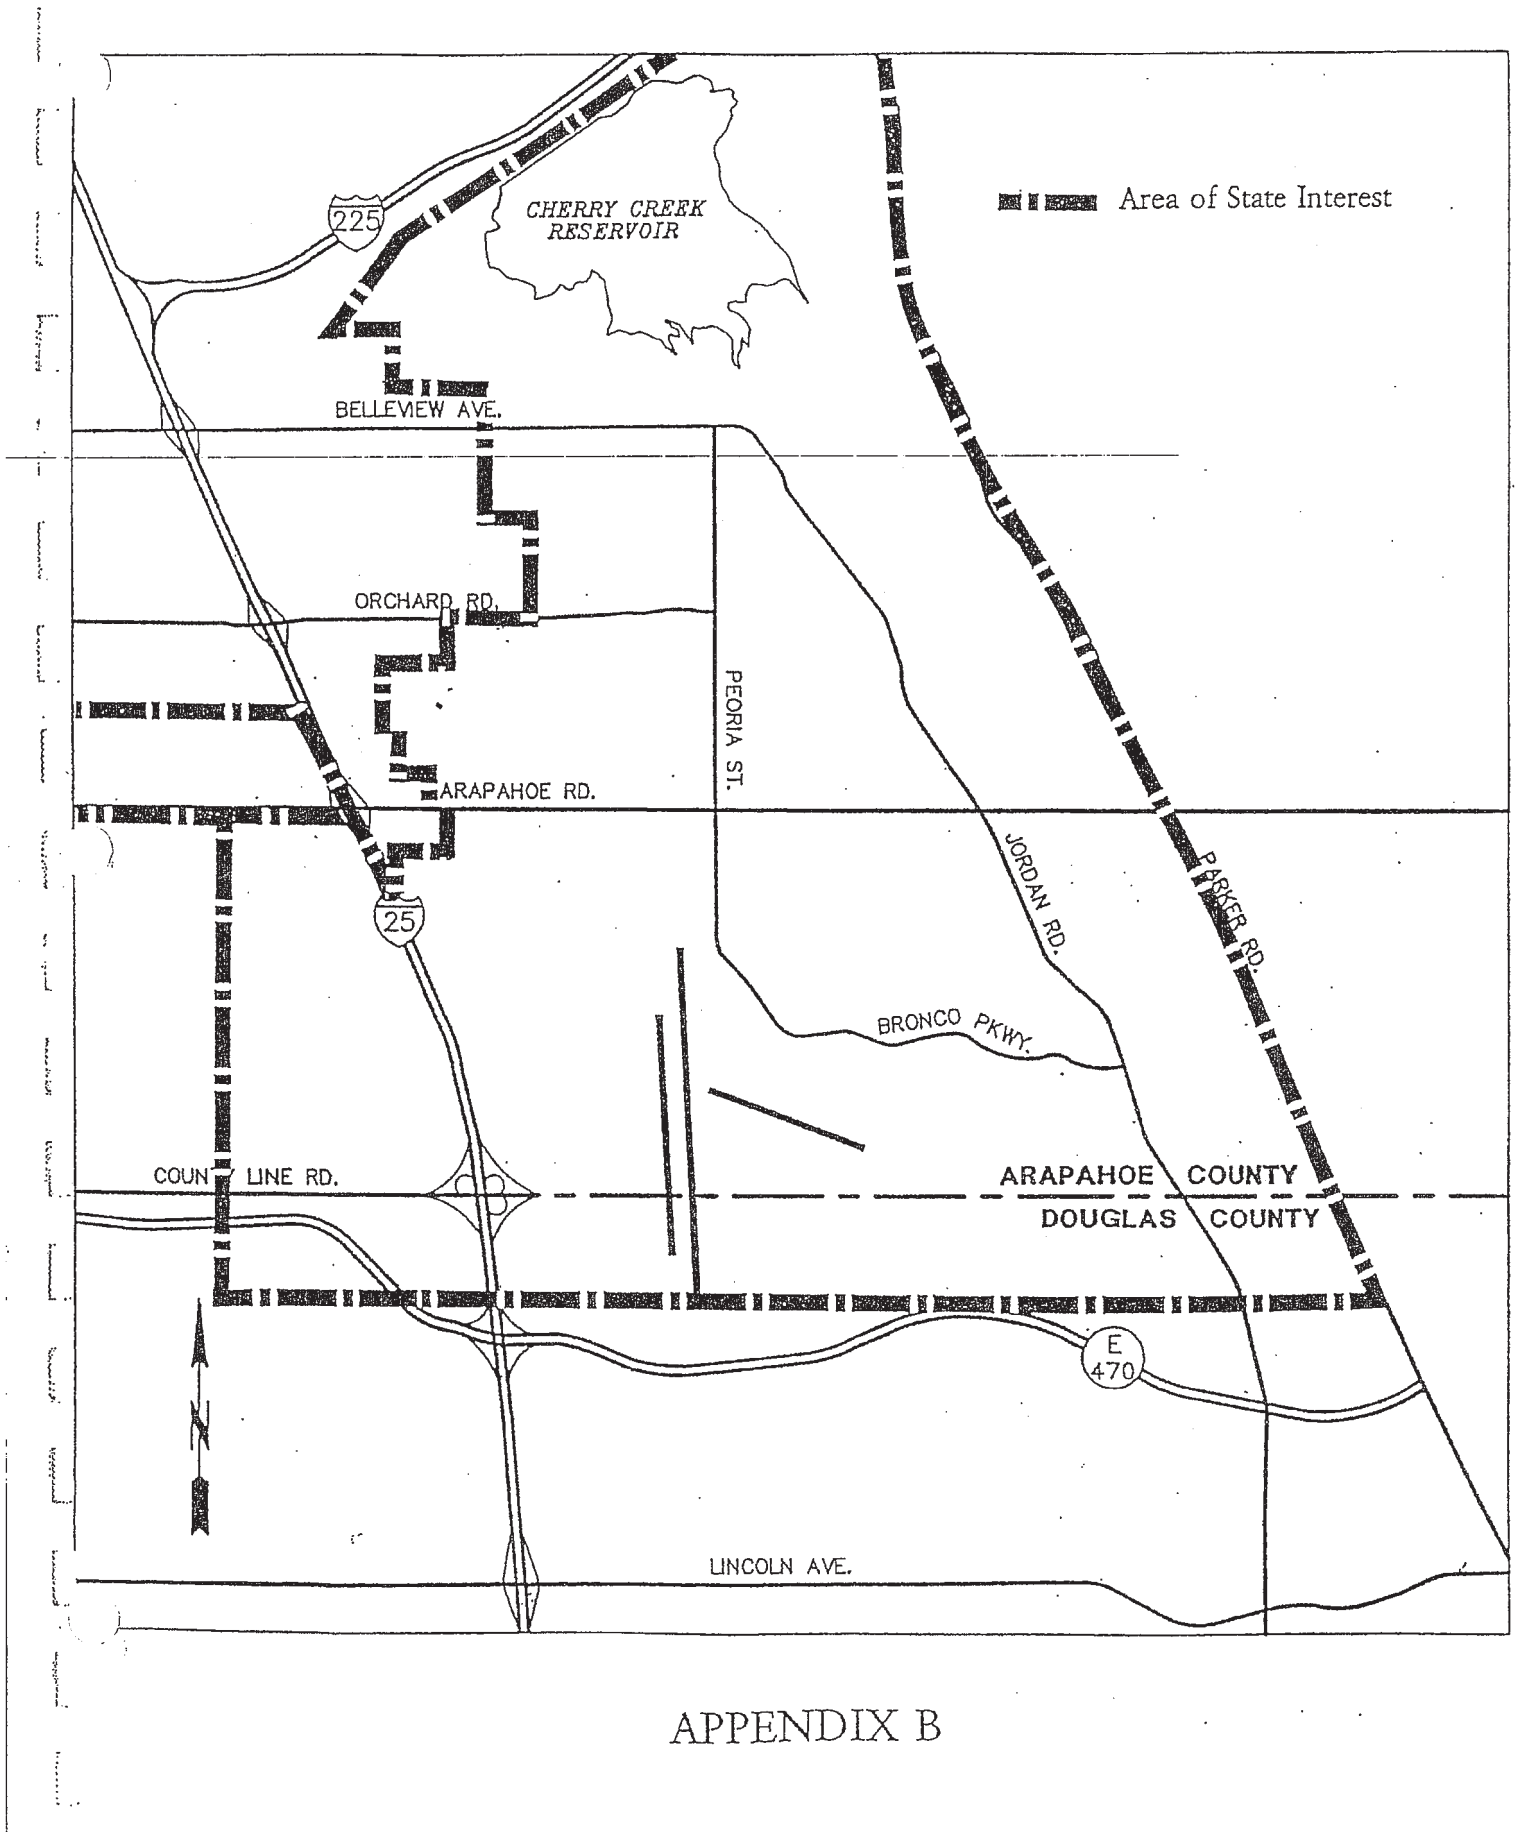 225
CHERRY CREEK
RESERVOIR
Area of State Interest
BELLEVIEW AVE.
ORCHARD RD.
PEORIA ST.
ARAPAHOE RD.
JORDAN RD.
PARKER RD.
25
BRONCO PKWY.
COUNTY LINE RD.
ARAPAHOE COUNTY
DOUGLAS COUNTY
E
470
N
LINCOLN AVE.
APPENDIX B